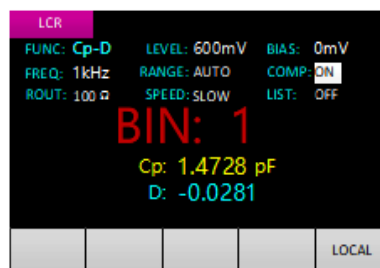 LCR
FUNC: Cp-D LEVEL: 600mV BIAS: 0mV
FREQ: 1kHz RANGE: AUTO COMP: ON
ROUT: 100 Ω SPEED: SLOW LIST: OFF
BIN: 1
Cp: 1.4728 pF
D: -0.0281
LOCAL